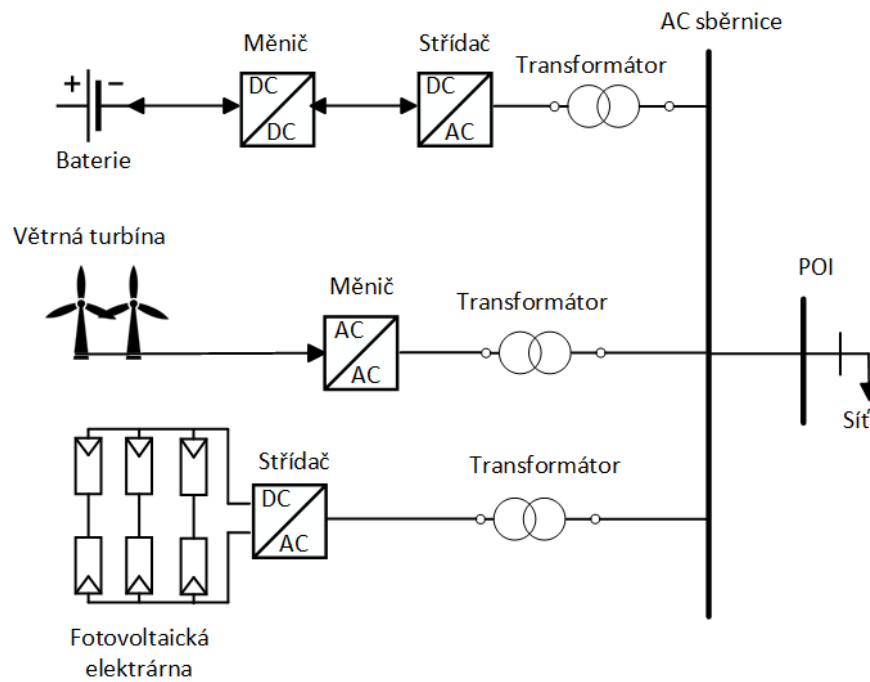 AC sběrnice
Měnič
Střídač
Transformátor
+ −
DC
DC
DC
AC
Baterie
Větrná turbína
Měnič
Transformátor
POI
AC
AC
Síť
Střídač
Transformátor
DC
AC
Fotovoltaická
elektrárna